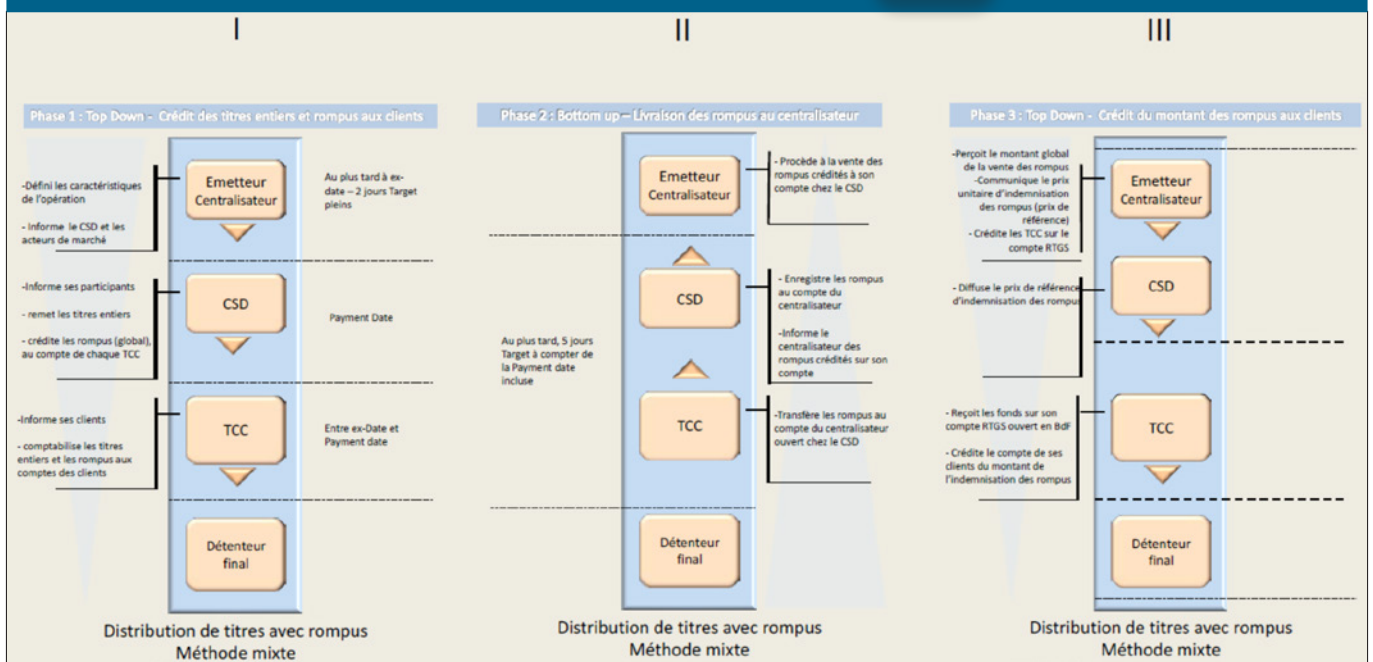 I
II
III
Phase 1 : Top Down - Crédit des titres entiers et rompus aux clients
-Défini les caractéristiques
de l'opération
- Informe le CSD et les
acteurs de marché
Emetteur
Centralisateur
Au plus tard à ex-
date – 2 jours Target
pleins
-Informe ses participants
- remet les titres entiers
- crédite les rompus (global),
au compte de chaque TCC
CSD
Payment Date
-Informe ses clients
- comptabilise les titres
entiers et les rompus aux
comptes des clients
TCC
Entre ex-Date et
Payment date
Détenteur
final
Distribution de titres avec rompus
Méthode mixte
Phase 2 : Bottom up – Livraison des rompus au centralisateur
Emetteur
Centralisateur
- Procède à la vente des
rompus crédités à son
compte chez le CSD
Au plus tard, 5 jours
Target à compter de
la Payment date
incluse
CSD
- Enregistre les rompus
au compte du
centralisateur
-Informe le
centralisateur des
rompus crédités sur son
compte
TCC
-Transfère les rompus au
compte du centralisateur
ouvert chez le CSD
Détenteur
final
Distribution de titres avec rompus
Méthode mixte
Phase 3 : Top Down - Crédit du montant des rompus aux clients
-Perçoit le montant global
de la vente des rompus
-Communique le prix
unitaire d'indemnisation
des rompus (prix de
référence)
- Crédite les TCC sur le
compte RTGS
Emetteur
Centralisateur
- Diffuse le prix de référence
d'indemnisation des rompus
CSD
- Reçoit les fonds sur son
compte RTGS ouvert en BdF
- Crédite le compte de ses
clients du montant de
l'indemnisation des rompus
TCC
Détenteur
final
Distribution de titres avec rompus
Méthode mixte